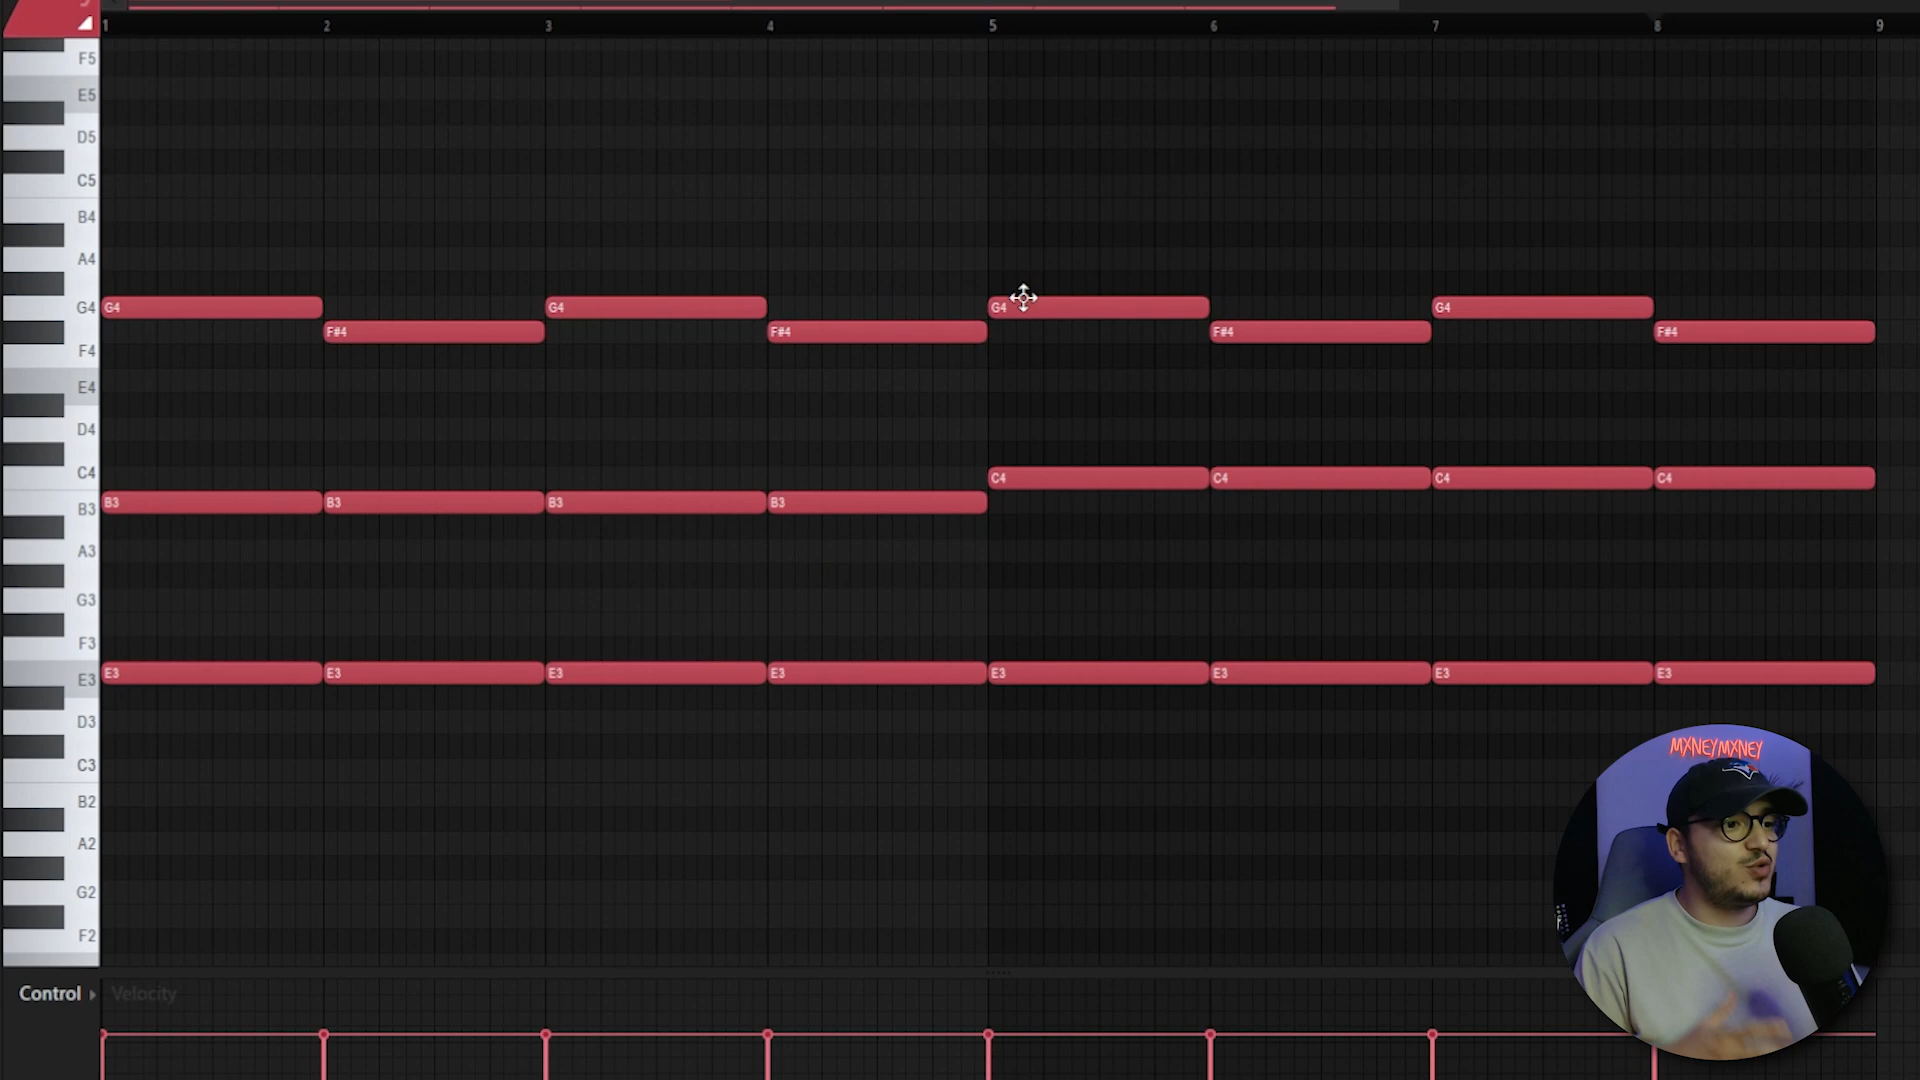 1 2 3 4 5 6 7 8 9
F5
E5
D5
C5
B4
A4
G4 G4 G4 G4 G4
F#4 F#4 F#4 F#4
F4
E4
D4
C4 C4 C4 C4 C4
B3 B3 B3 B3 B3
A3
G3
F3
E3 E3 E3 E3 E3 E3 E3 E3 E3
D3
MXNEYMXNEY
C3
B2
A2
G2
F2
Control Velocity